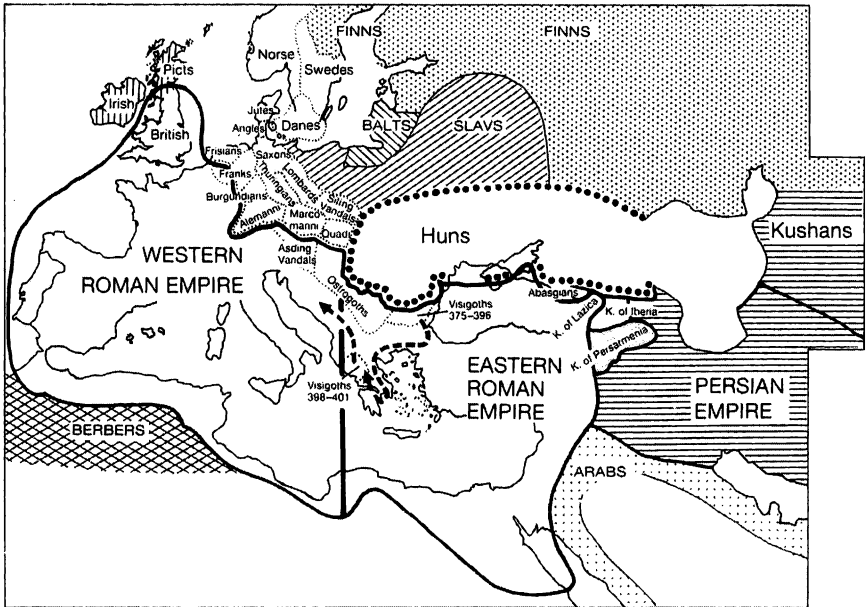 FINNS
FINNS
Norse
Swedes
Picts
Irish
British
Jutes
Angles
Danes
BALTS
SLAVS
Frisians
Saxons
Franks
Thuringians
Lombards
Siling
Vandals
Burgundians
Alemanni
Marco
manni
Quadi
Huns
Kushans
WESTERN
ROMAN EMPIRE
Asding
Vandals
Ostrogoths
Visigoths
375–396
Abasgians
K. of Lazica
K. of Iberia
K. of Persarmenia
EASTERN
ROMAN
EMPIRE
Visigoths
398–401
PERSIAN
EMPIRE
BERBERS
ARABS